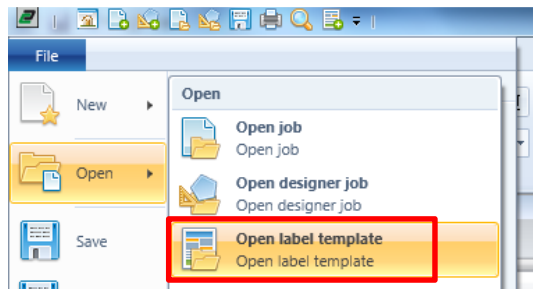 File
New
Open
Save
Open
Open job
Open job
Open designer job
Open designer job
Open label template
Open label template